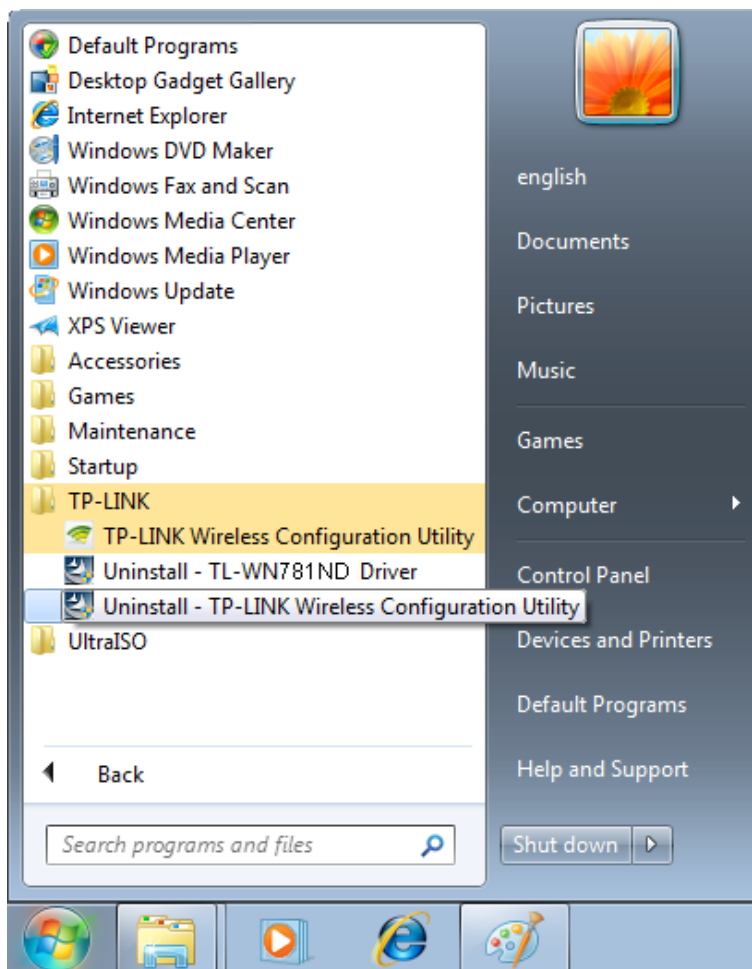 Default Programs
Desktop Gadget Gallery
Internet Explorer
Windows DVD Maker
Windows Fax and Scan
Windows Media Center
Windows Media Player
Windows Update
XPS Viewer
Accessories
Games
Maintenance
Startup
TP-LINK
TP-LINK Wireless Configuration Utility
Uninstall - TL-WN781ND Driver
Uninstall - TP-LINK Wireless Configuration Utility
UltraISO
Back
Search programs and files
english
Documents
Pictures
Music
Games
Computer
Control Panel
Devices and Printers
Default Programs
Help and Support
Shut down